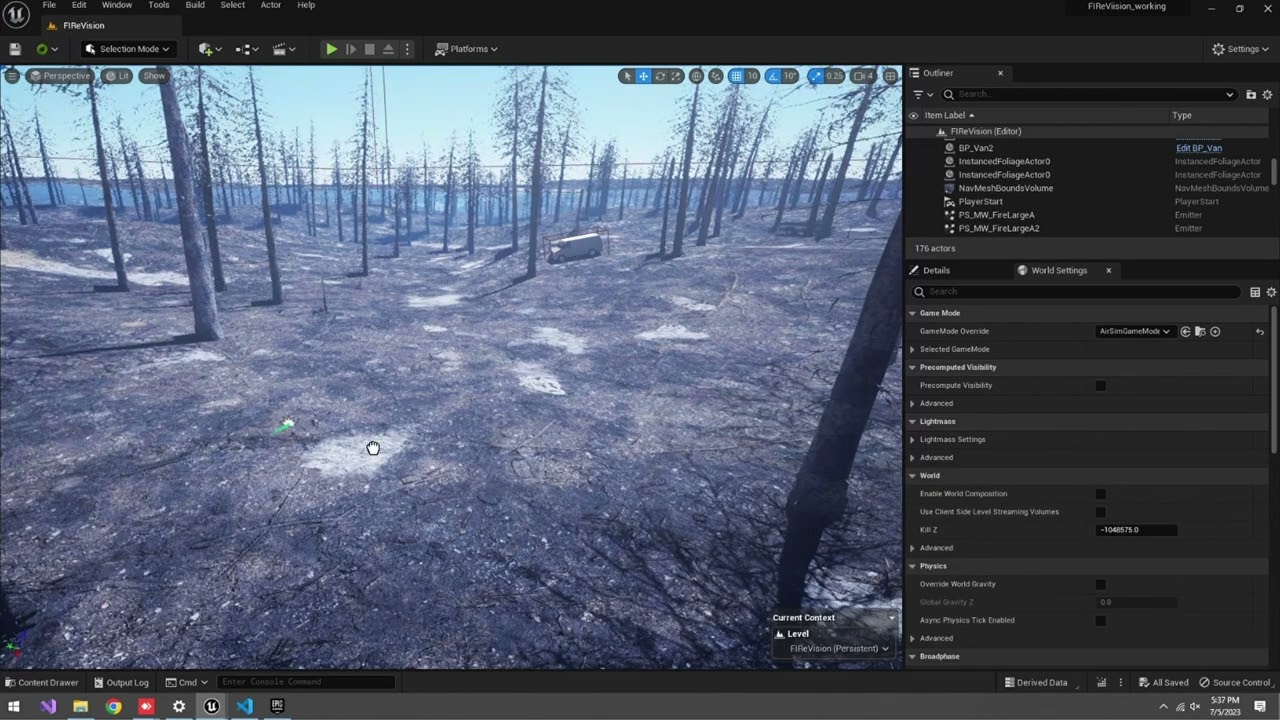 File Edit Window Tools Build Select Actor Help
FIReViision_working
FIReVision
Selection Mode
Platforms
Settings
Perspective Lit Show
10 10° 0.25 4
Outliner
Search...
Item Label Type
FIReVision (Editor)
BP_Van2 Edit BP_Van
InstancedFoliageActor0 InstancedFoliageActor
InstancedFoliageActor0 InstancedFoliageActor
NavMeshBoundsVolume NavMeshBoundsVolume
PlayerStart PlayerStart
PS_MW_FireLargeA Emitter
PS_MW_FireLargeA2 Emitter
176 actors
Details World Settings
Search
Game Mode
GameMode Override AirSimGameMode
Selected GameMode
Precomputed Visibility
Precompute Visibility
Advanced
Lightmass
Lightmass Settings
Advanced
World
Enable World Composition
Use Client Side Level Streaming Volumes
Kill Z -1048575.0
Advanced
Physics
Override World Gravity
Global Gravity Z 0.0
Async Physics Tick Enabled
Advanced
Broadphase
Current Context
Level
FIReVision (Persistent)
Content Drawer Output Log Cmd Enter Console Command Derived Data All Saved Source Control
5:37 PM
7/5/2023